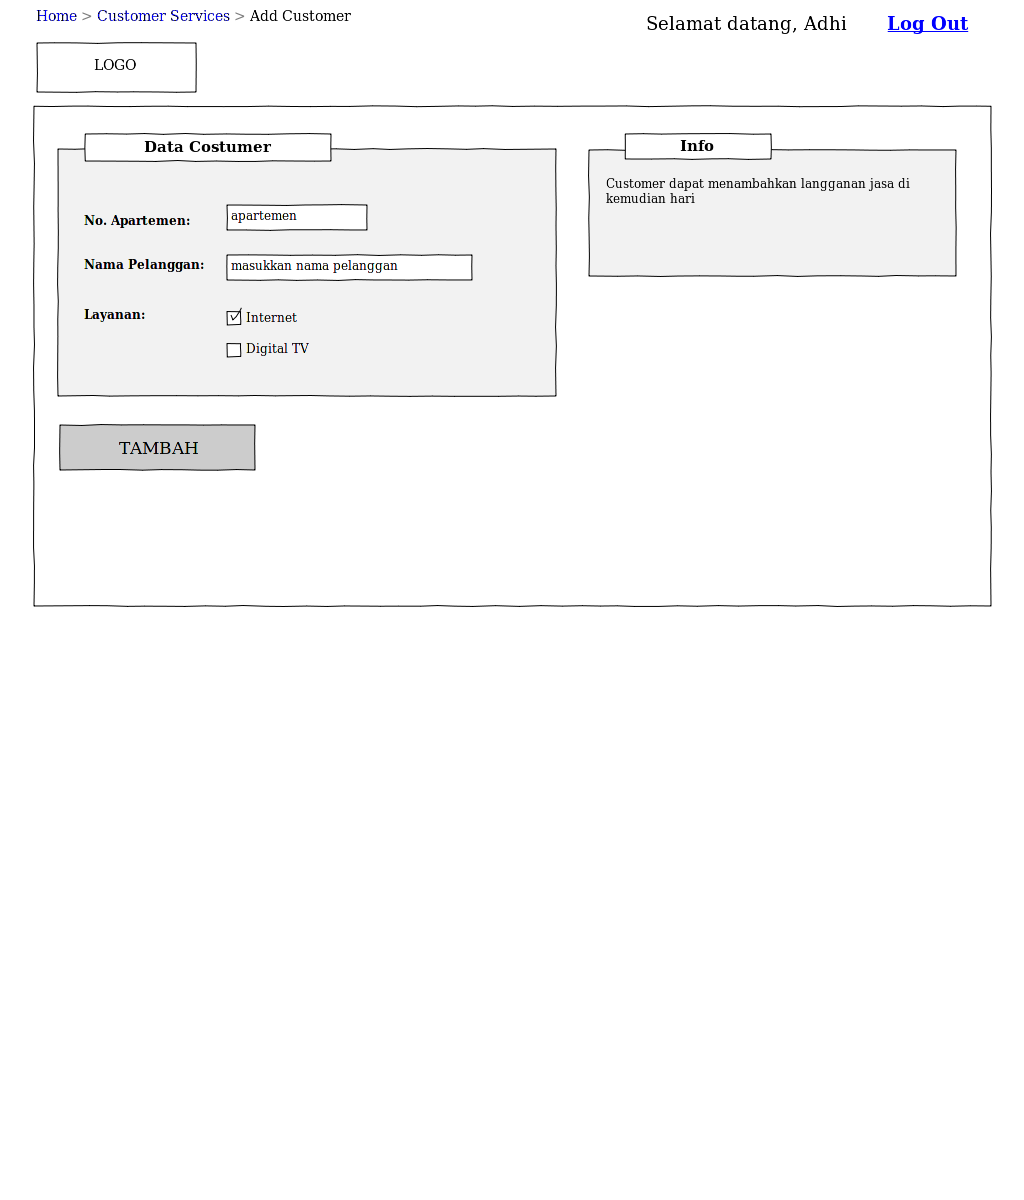 Home > Customer Services > Add Customer
Selamat datang, Adhi
Log Out
LOGO
Data Costumer
No. Apartemen:
apartemen
Nama Pelanggan:
masukkan nama pelanggan
Layanan:
Internet
Digital TV
TAMBAH
Info
Customer dapat menambahkan langganan jasa di
kemudian hari